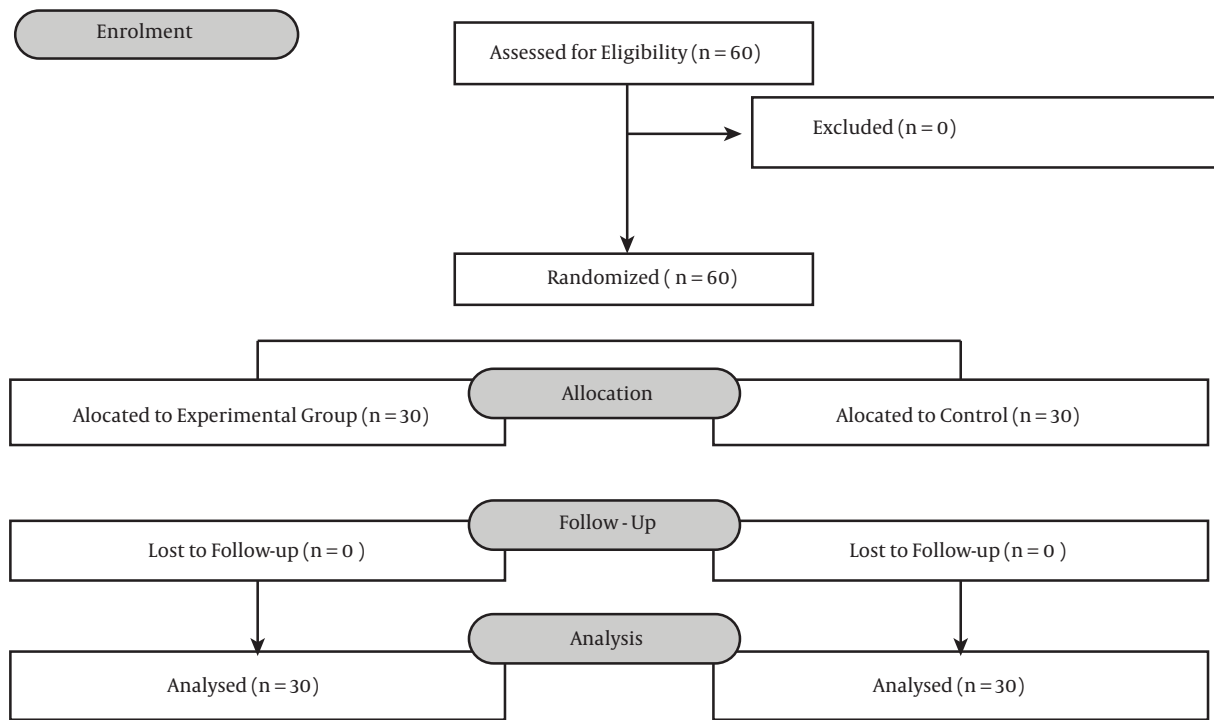 Enrolment
Assessed for Eligibility (n = 60)
Excluded (n = 0)
Randomized ( n = 60)
Allocation
Alocated to Experimental Group (n = 30)
Alocated to Control (n = 30)
Follow - Up
Lost to Follow-up (n = 0 )
Lost to Follow-up (n = 0 )
Analysis
Analysed (n = 30)
Analysed (n = 30)